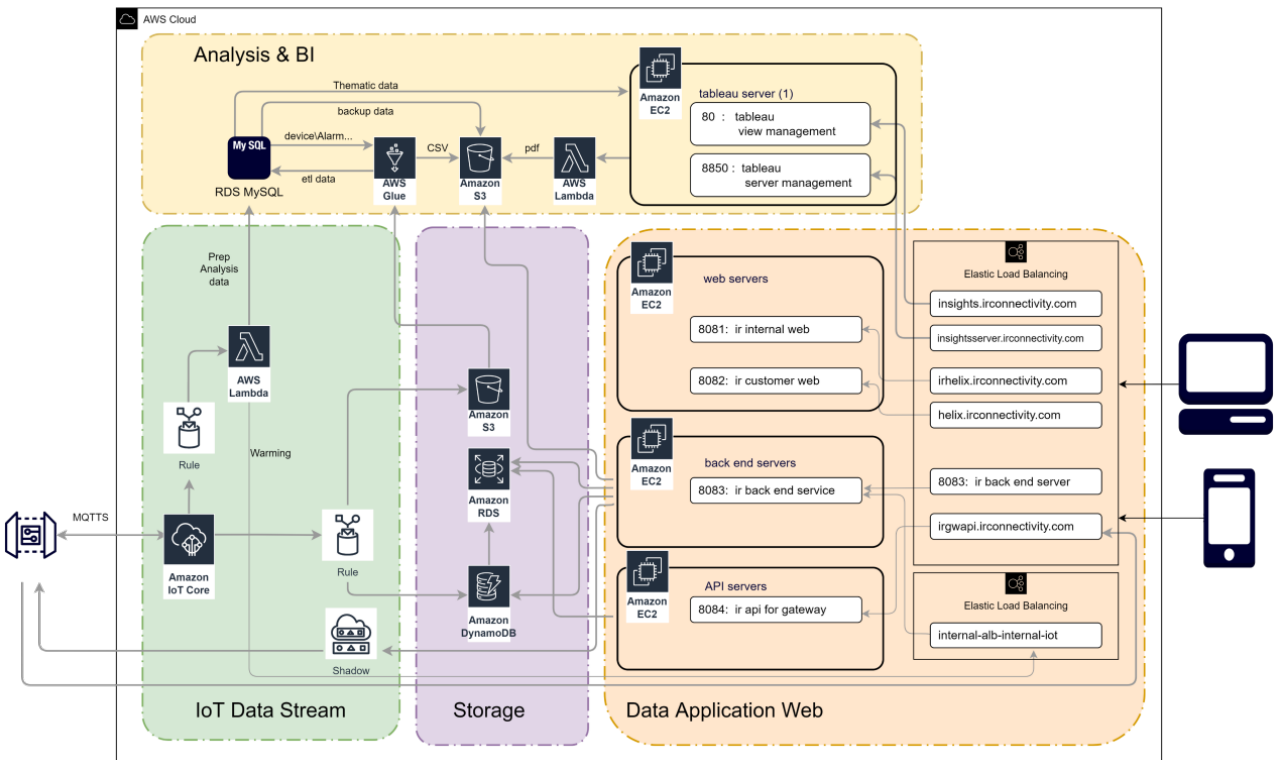 AWS Cloud
Analysis & BI
Thematic data
backup data
device\Alarm...
etl data
My SQL
RDS MySQL
AWS
Glue
CSV
Amazon
S3
pdf
AWS
Lambda
Amazon
EC2
tableau server (1)
80 : tableau
view management
8850 : tableau
server management
Prep
Analysis
data
AWS
Lambda
Rule
Warming
MQTTS
Amazon
IoT Core
Rule
Shadow
IoT Data Stream
Amazon
S3
Amazon
RDS
Amazon
DynamoDB
Storage
Amazon
EC2
web servers
8081: ir internal web
8082: ir customer web
Amazon
EC2
back end servers
8083: ir back end service
Amazon
EC2
API servers
8084: ir api for gateway
Data Application Web
Elastic Load Balancing
insights.irconnectivity.com
insightsserver.irconnectivity.com
irhelix.irconnectivity.com
helix.irconnectivity.com
8083: ir back end server
irgwapi.irconnectivity.com
Elastic Load Balancing
internal-alb-internal-iot